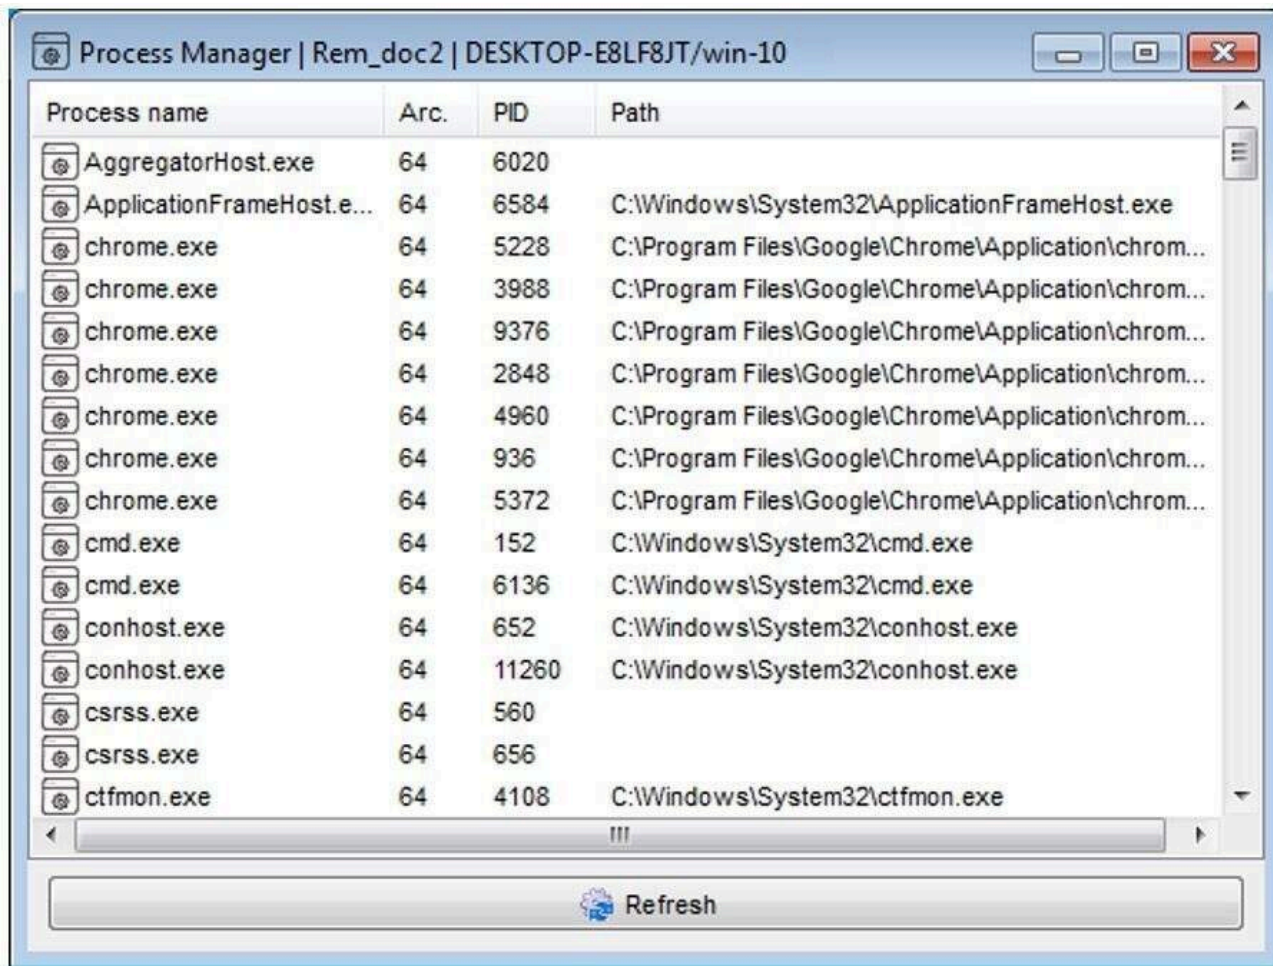 Process Manager | Rem_doc2 | DESKTOP-E8LF8JT/win-10
Process name Arc. PID Path
AggregatorHost.exe 64 6020
ApplicationFrameHost.e... 64 6584 C:\Windows\System32\ApplicationFrameHost.exe
chrome.exe 64 5228 C:\Program Files\Google\Chrome\Application\chrom...
chrome.exe 64 3988 C:\Program Files\Google\Chrome\Application\chrom...
chrome.exe 64 9376 C:\Program Files\Google\Chrome\Application\chrom...
chrome.exe 64 2848 C:\Program Files\Google\Chrome\Application\chrom...
chrome.exe 64 4960 C:\Program Files\Google\Chrome\Application\chrom...
chrome.exe 64 936 C:\Program Files\Google\Chrome\Application\chrom...
chrome.exe 64 5372 C:\Program Files\Google\Chrome\Application\chrom...
cmd.exe 64 152 C:\Windows\System32\cmd.exe
cmd.exe 64 6136 C:\Windows\System32\cmd.exe
conhost.exe 64 652 C:\Windows\System32\conhost.exe
conhost.exe 64 11260 C:\Windows\System32\conhost.exe
csrss.exe 64 560
csrss.exe 64 656
ctfmon.exe 64 4108 C:\Windows\System32\ctfmon.exe
Refresh